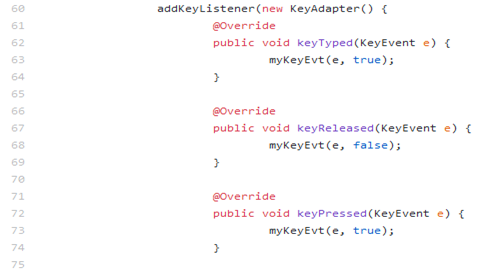 60 addKeyListener(new KeyAdapter() {
61 @Override
62 public void keyTyped(KeyEvent e) {
63 myKeyEvt(e, true);
64 }
65
66 @Override
67 public void keyReleased(KeyEvent e) {
68 myKeyEvt(e, false);
69 }
70
71 @Override
72 public void keyPressed(KeyEvent e) {
73 myKeyEvt(e, true);
74 }
75